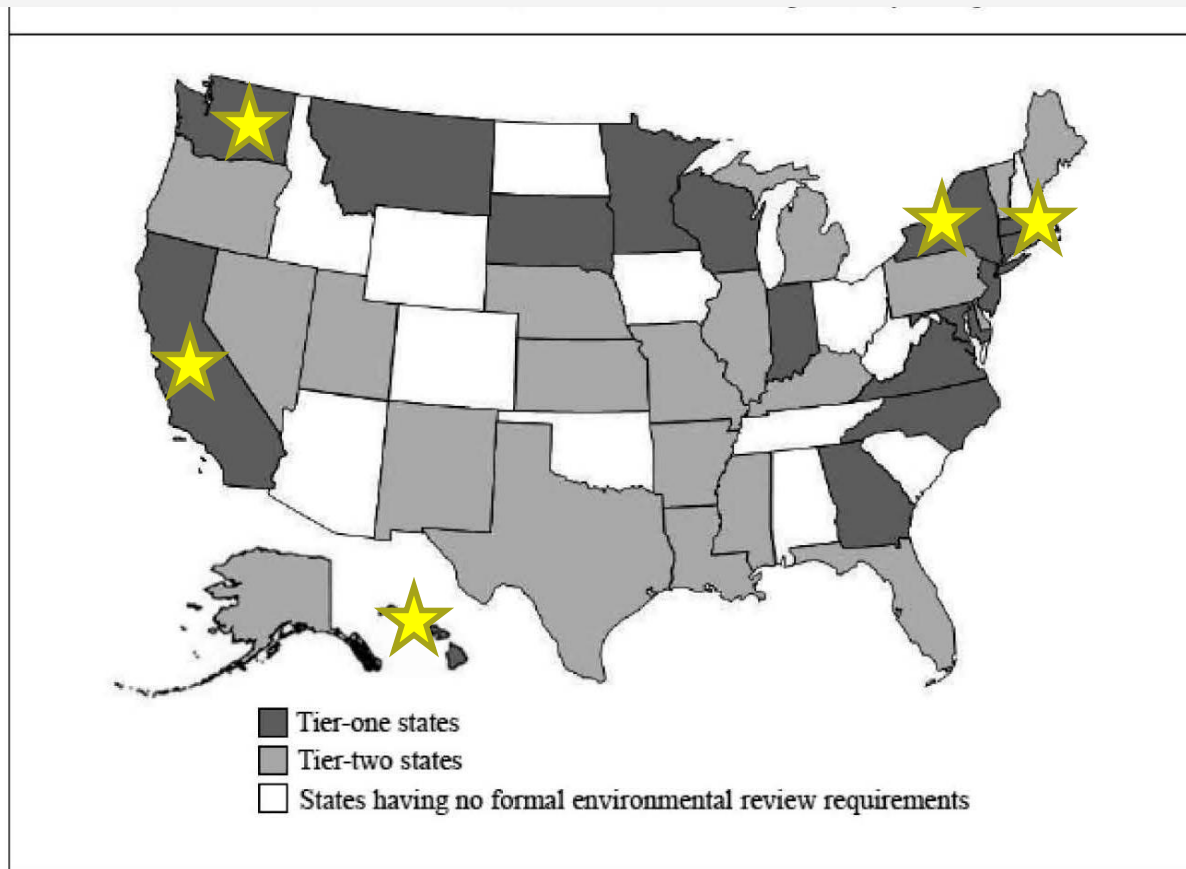 Tier-one states
Tier-two states
States having no formal environmental review requirements